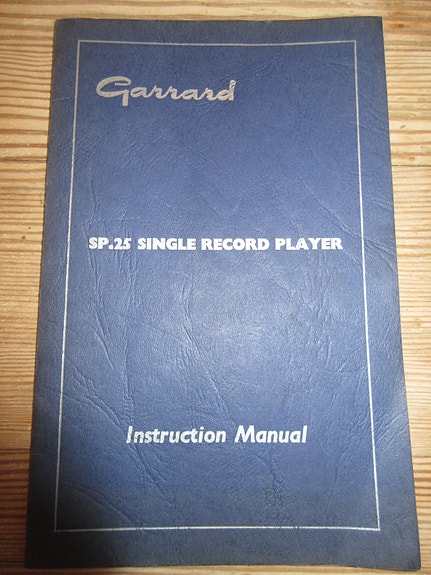 Garrard
SP.25 SINGLE RECORD PLAYER
Instruction Manual